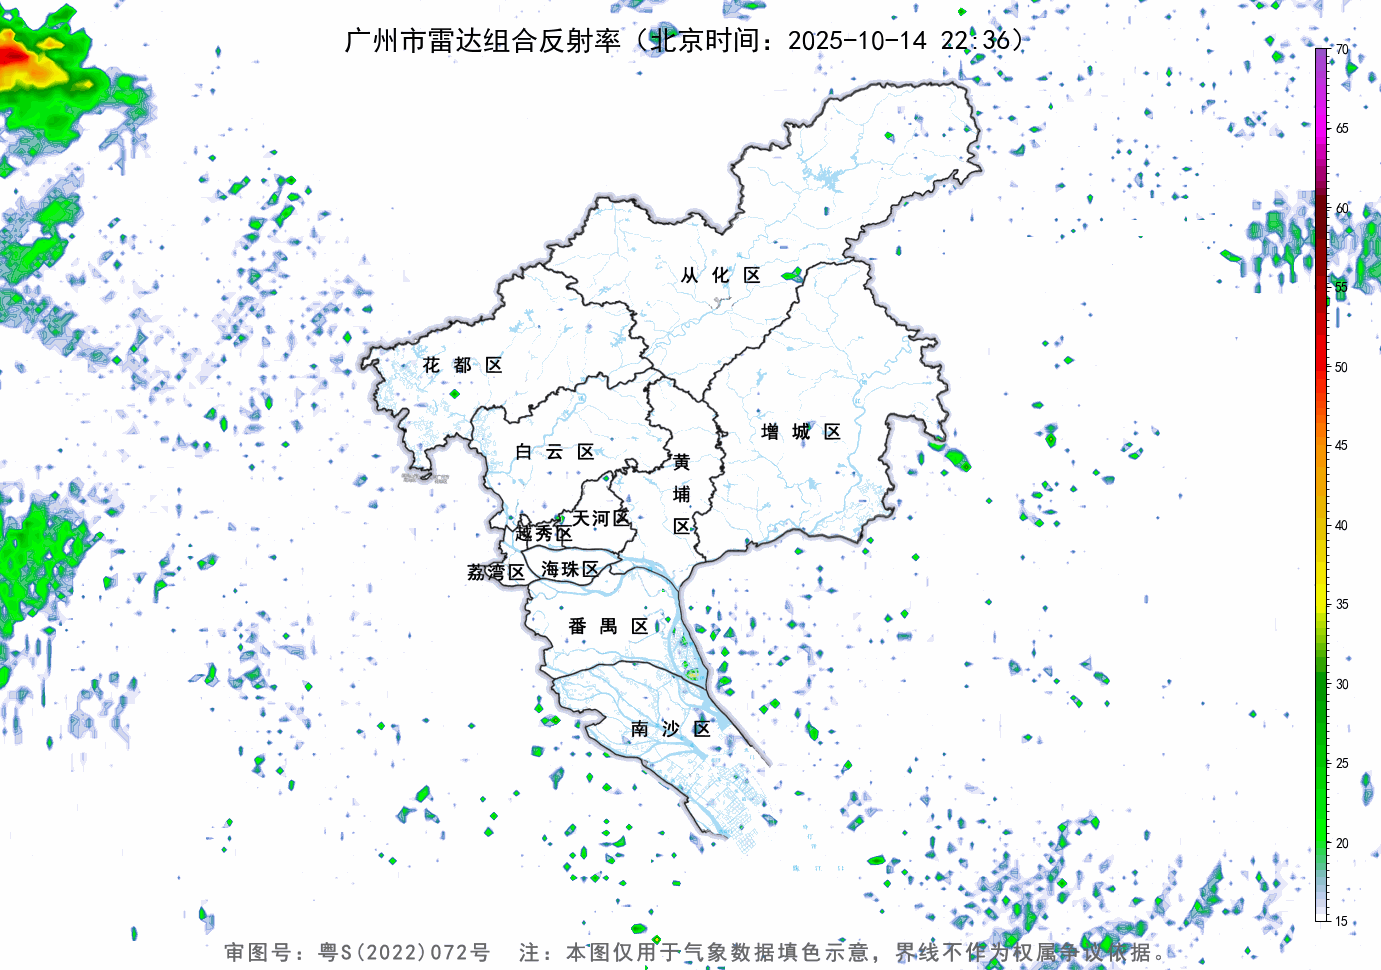 广州市雷达组合反射率（北京时间：2025-10-14 22:36）
70
65
60
55
50
45
40
35
30
25
20
15
从化区
花都区
增城区
白云区
黄埔区
天河区
越秀区
荔湾区
海珠区
番禺区
南沙区
审图号：粤S(2022)072号 注：本图仅用于气象数据填色示意，界线不作为权属争议依据。